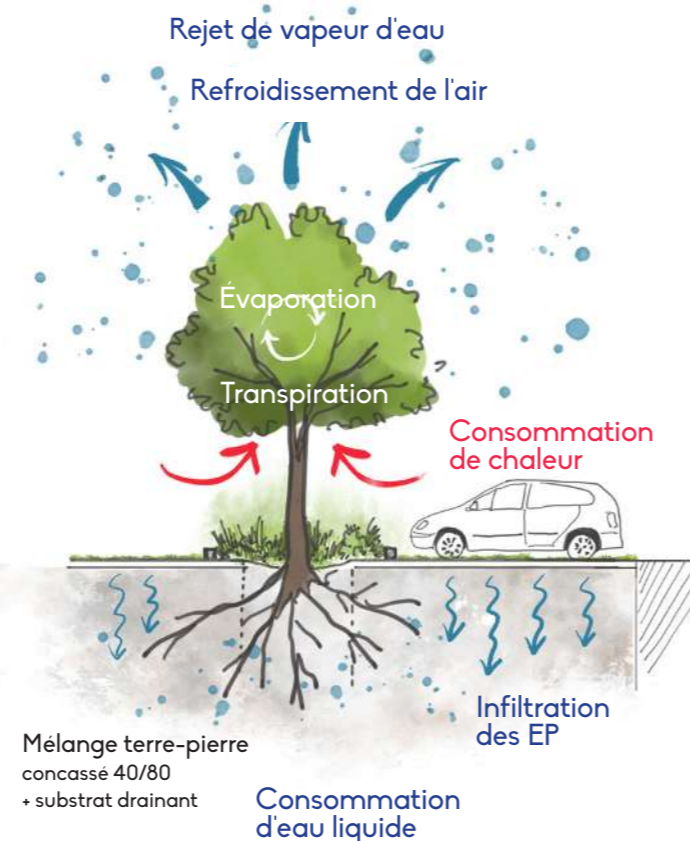 Rejet de vapeur d'eau
Refroidissement de l'air
Évaporation
Transpiration
Consommation
de chaleur
Infiltration
des EP
Mélange terre-pierre
concassé 40/80
+ substrat drainant
Consommation
d'eau liquide